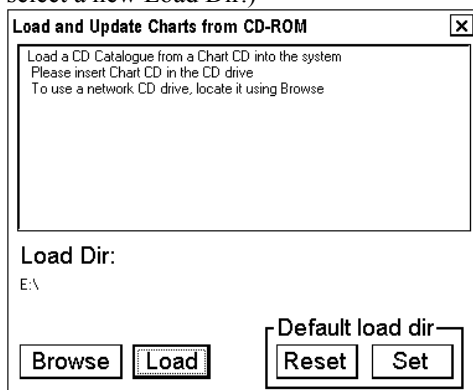 select a new Load Dir.)
Load and Update Charts from CD-ROM
Load a CD Catalogue from a Chart CD into the system
Please insert Chart CD in the CD drive
To use a network CD drive, locate it using Browse
Load Dir:
E:\
Default load dir
Browse Load Reset Set